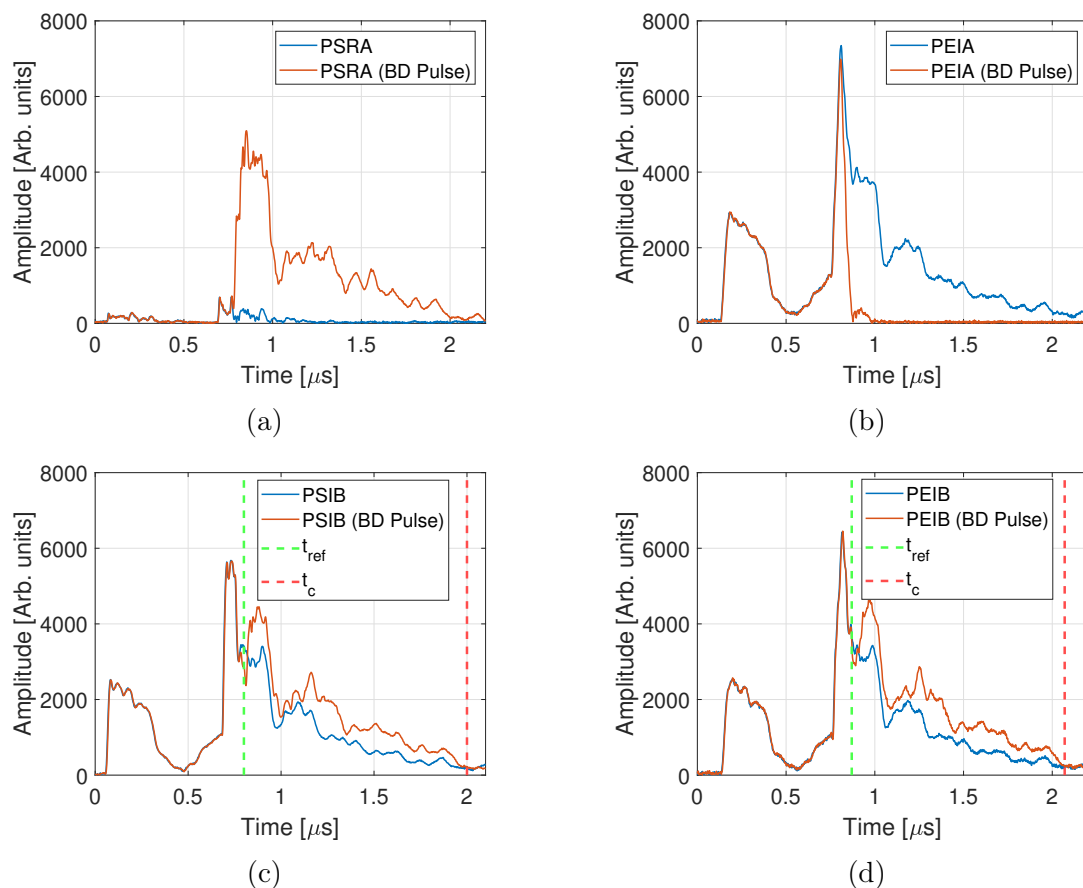 8000
6000
4000
2000
0
Amplitude [Arb. units]
PSRA
PSRA (BD Pulse)
0 0.5 1 1.5 2
Time [μs]
(a)
8000
6000
4000
2000
0
Amplitude [Arb. units]
PEIA
PEIA (BD Pulse)
0 0.5 1 1.5 2
Time [μs]
(b)
8000
6000
4000
2000
0
Amplitude [Arb. units]
PSIB
PSIB (BD Pulse)
t_ref
t_c
0 0.5 1 1.5 2
Time [μs]
(c)
8000
6000
4000
2000
0
Amplitude [Arb. units]
PEIB
PEIB (BD Pulse)
t_ref
t_c
0 0.5 1 1.5 2
Time [μs]
(d)